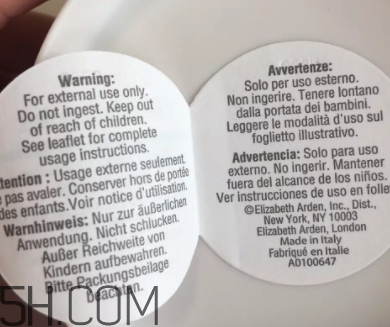 Warning:
For external use only.
Do not ingest. Keep out
of reach of children.
See leaflet for complete
usage instructions.
ttention : Usage externe seulement.
e pas avaler. Conserver hors de portée
des enfants. Voir notice d'utilisation.
Warnhinweis: Nur zur äußerlichen
Anwendung. Nicht schlucken.
Außer Reichweite von
Kindern aufbewahren.
Bitte Packungsbeilage
beachten.
Avvertenze:
Solo per uso esterno.
Non ingerire. Tenere lontano
dalla portata dei bambini.
Leggere le modalità d'uso sul
foglietto illustrativo.
Advertencia: Solo para uso
externo. No ingerir. Mantener
fuera del alcance de los niños.
Ver instrucciones de uso en folle
©Elizabeth Arden, Inc., Dist.,
New York, NY 10003
Elizabeth Arden, London
Made in Italy
Fabriqué en Italie
A0100647
5H.COM